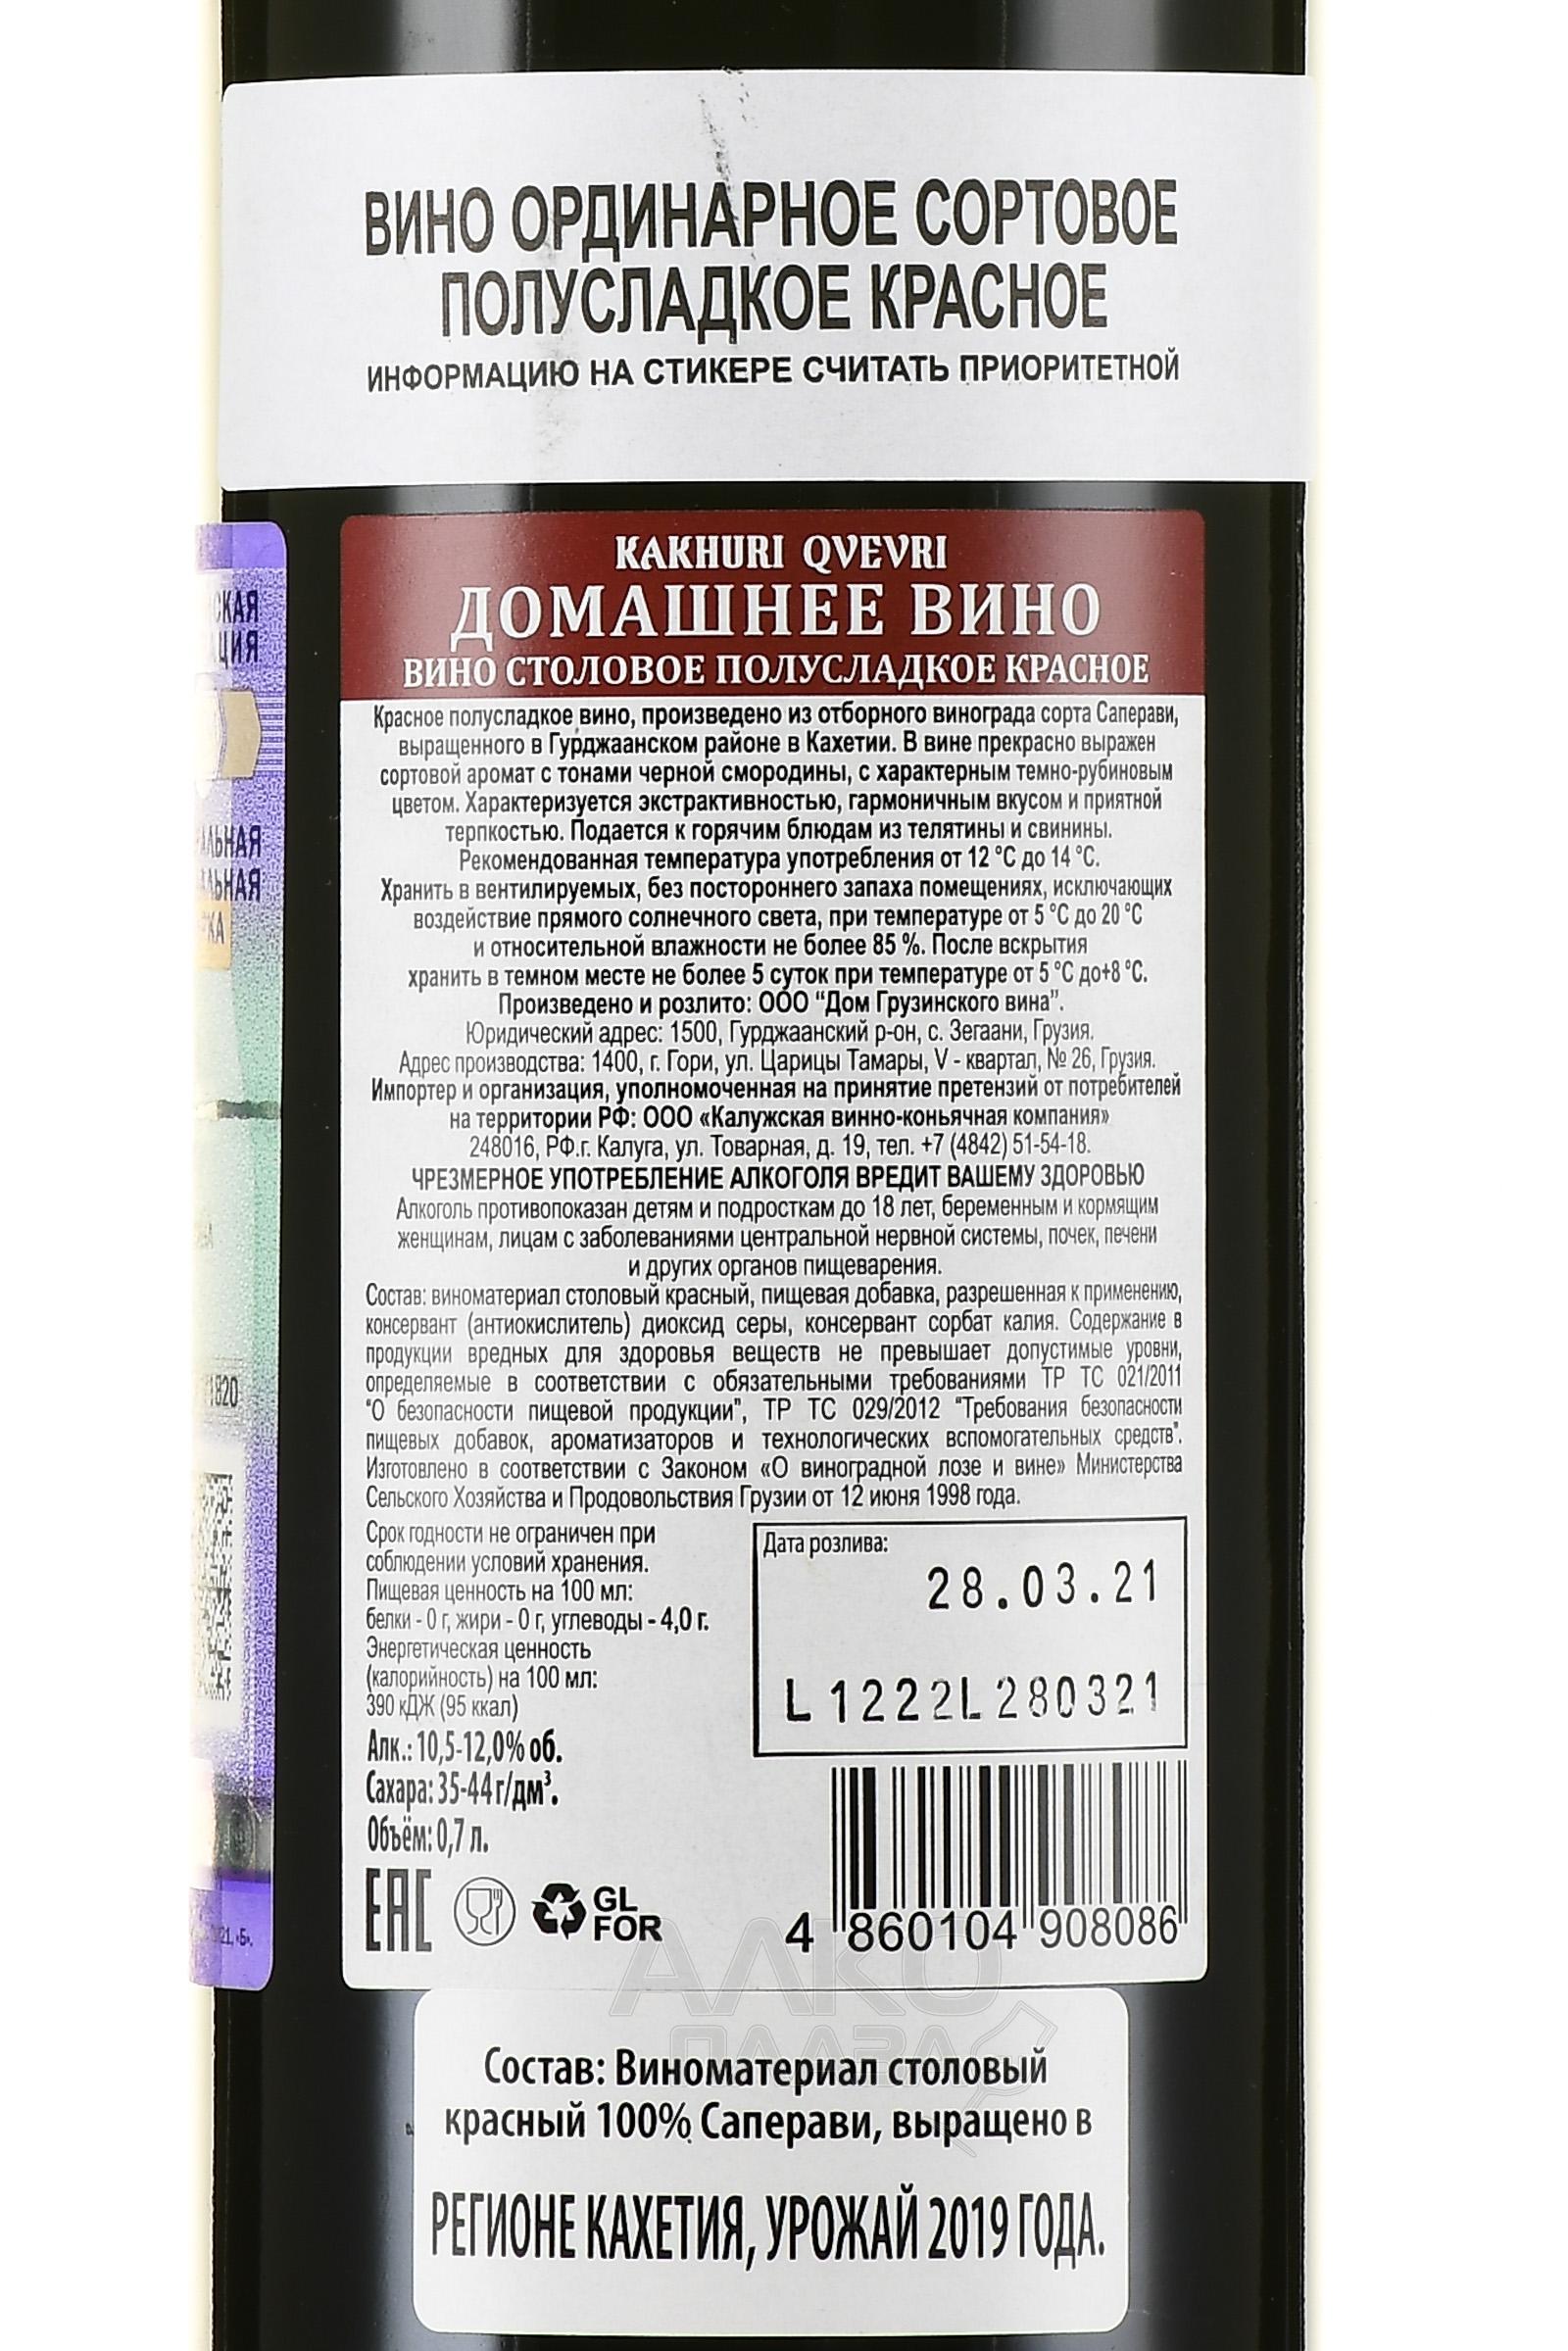 ВИНО ОРДИНАРНОЕ СОРТОВОЕ
ПОЛУСЛАДКОЕ КРАСНОЕ
ИНФОРМАЦИЮ НА СТИКЕРЕ СЧИТАТЬ ПРИОРИТЕТНОЙ
KAKHURI QVEVRI
ДОМАШНЕЕ ВИНО
ВИНО СТОЛОВОЕ ПОЛУСЛАДКОЕ КРАСНОЕ
Красное полусладкое вино, произведено из отборного винограда сорта Саперави,
выращенного в Гурджаанском районе в Кахетии. В вине прекрасно выражен
сортовой аромат с тонами черной смородины, с характерным темно-рубиновым
цветом. Характеризуется экстрактивностью, гармоничным вкусом и приятной
терпкостью. Подается к горячим блюдам из телятины и свинины.
Рекомендованная температура употребления от 12 °С до 14 °С.
Хранить в вентилируемых, без постороннего запаха помещениях, исключающих
воздействие прямого солнечного света, при температуре от 5 °С до 20 °С
и относительной влажности не более 85 %. После вскрытия
хранить в темном месте не более 5 суток при температуре от 5 °С до+8 °С.
Произведено и розлито: ООО “Дом Грузинского вина”.
Юридический адрес: 1500, Гурджаанский р-он, с. Зегаани, Грузия.
Адрес производства: 1400, г. Гори, ул. Царицы Тамары, V - квартал, № 26, Грузия.
Импортер и организация, уполномоченная на принятие претензий от потребителей
на территории РФ: ООО «Калужская винно-коньячная компания»
248016, РФ.г. Калуга, ул. Товарная, д. 19, тел. +7 (4842) 51-54-18.
ЧРЕЗМЕРНОЕ УПОТРЕБЛЕНИЕ АЛКОГОЛЯ ВРЕДИТ ВАШЕМУ ЗДОРОВЬЮ
Алкоголь противопоказан детям и подросткам до 18 лет, беременным и кормящим
женщинам, лицам с заболеваниями центральной нервной системы, почек, печени
и других органов пищеварения.
Состав: виноматериал столовый красный, пищевая добавка, разрешенная к применению,
консервант (антиокислитель) диоксид серы, консервант сорбат калия. Содержание в
продукции вредных для здоровья веществ не превышает допустимые уровни,
определяемые в соответствии с обязательными требованиями ТР ТС 021/2011
"О безопасности пищевой продукции", ТР ТС 029/2012 "Требования безопасности
пищевых добавок, ароматизаторов и технологических вспомогательных средств".
Изготовлено в соответствии с Законом «О виноградной лозе и вине» Министерства
Сельского Хозяйства и Продовольствия Грузии от 12 июня 1998 года.
Срок годности не ограничен при
соблюдении условий хранения.
Пищевая ценность на 100 мл:
белки - 0 г, жири - 0 г, углеводы - 4,0 г.
Энергетическая ценность
(калорийность) на 100 мл:
390 кДЖ (95 ккал)
Алк.: 10,5-12,0% об.
Сахара: 35-44 г/дм³.
Объём: 0,7 л.
Дата розлива:
28.03.21
L1222L280321
EAC
GL
FOR
4 860104 908086
АЛКО
ПЛАЗА
Состав: Виноматериал столовый
красный 100% Саперави, выращено в
РЕГИОНЕ КАХЕТИЯ, УРОЖАЙ 2019 ГОДА.